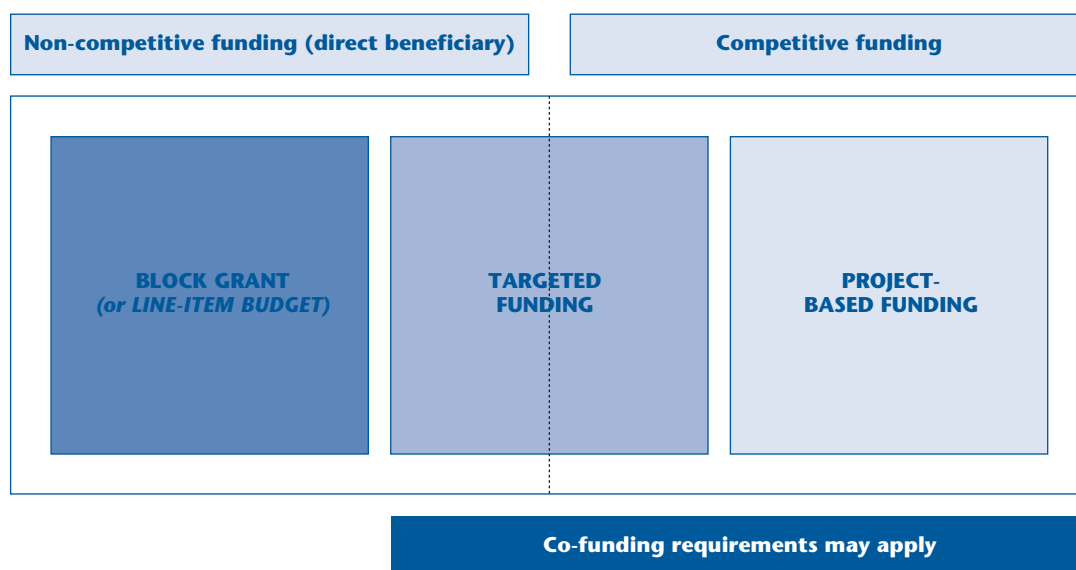 Non-competitive funding (direct beneficiary)
Competitive funding
BLOCK GRANT
(or LINE-ITEM BUDGET)
TARGETED
FUNDING
PROJECT-
BASED FUNDING
Co-funding requirements may apply